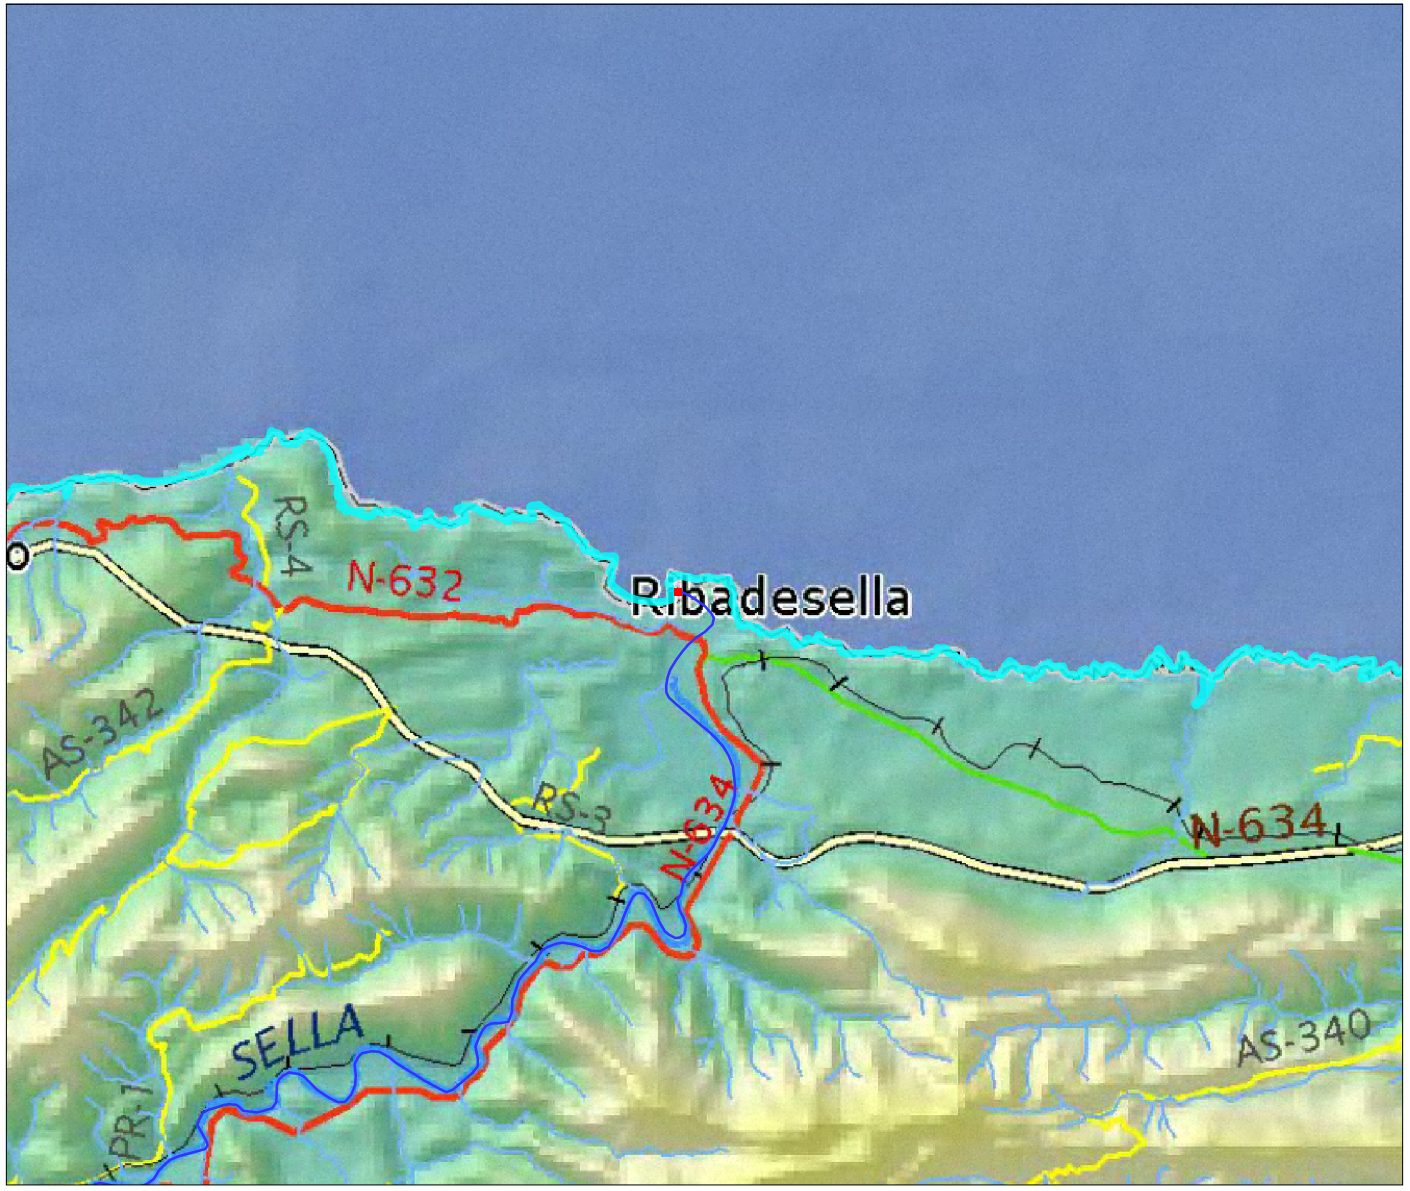 RS-4
o
N-632
Ribadesella
AS-342
RS-3
N-634
N-634
SELLA
AS-340
PR-1